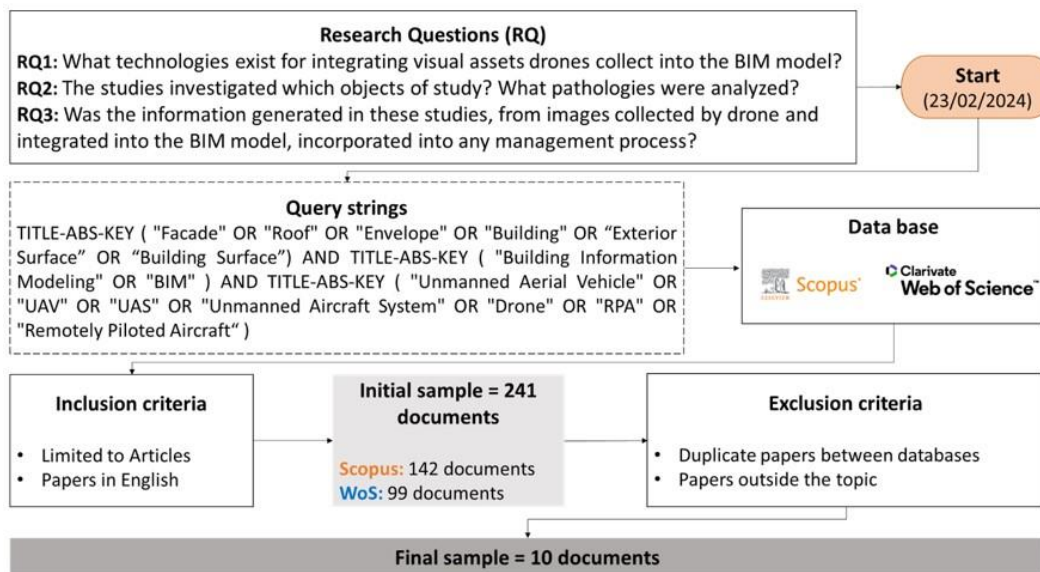 Research Questions (RQ)
RQ1: What technologies exist for integrating visual assets drones collect into the BIM model?
RQ2: The studies investigated which objects of study? What pathologies were analyzed?
RQ3: Was the information generated in these studies, from images collected by drone and
integrated into the BIM model, incorporated into any management process?
Start
(23/02/2024)
Query strings
TITLE-ABS-KEY ( "Facade" OR "Roof" OR "Envelope" OR "Building" OR “Exterior
Surface” OR “Building Surface”) AND TITLE-ABS-KEY ( "Building Information
Modeling" OR "BIM" ) AND TITLE-ABS-KEY ( "Unmanned Aerial Vehicle" OR
"UAV" OR "UAS" OR "Unmanned Aircraft System" OR "Drone" OR "RPA" OR
"Remotely Piloted Aircraft“ )
Data base
ELSEVIER
Scopus®
Clarivate
Web of Science™
Inclusion criteria
• Limited to Articles
• Papers in English
Initial sample = 241
documents
Scopus: 142 documents
WoS: 99 documents
Exclusion criteria
• Duplicate papers between databases
• Papers outside the topic
Final sample = 10 documents